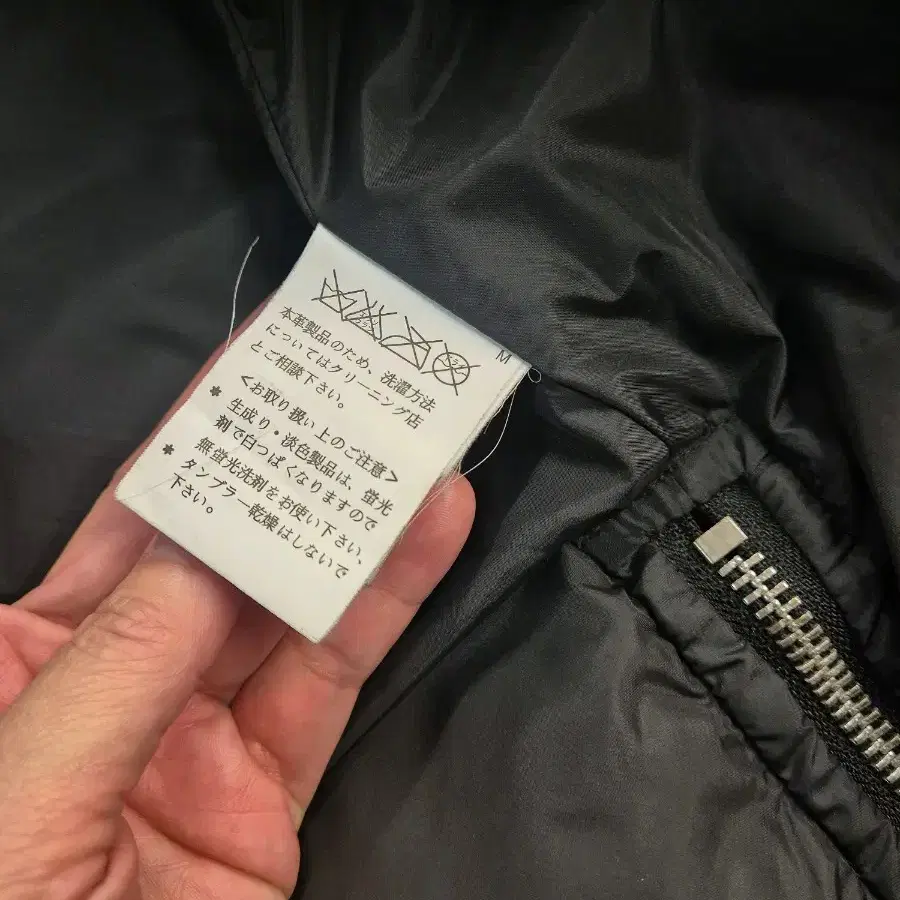 M
本革製品のため、洗濯方法
についてはクリーニング店
とご相談下さい。
<お取り扱い上のご注意>
* 生成り・淡色製品は、蛍光
剤で白っぽくなりますので
無蛍光洗剤をお使い下さい、
* タンブラー乾燥はしないで
下さい。